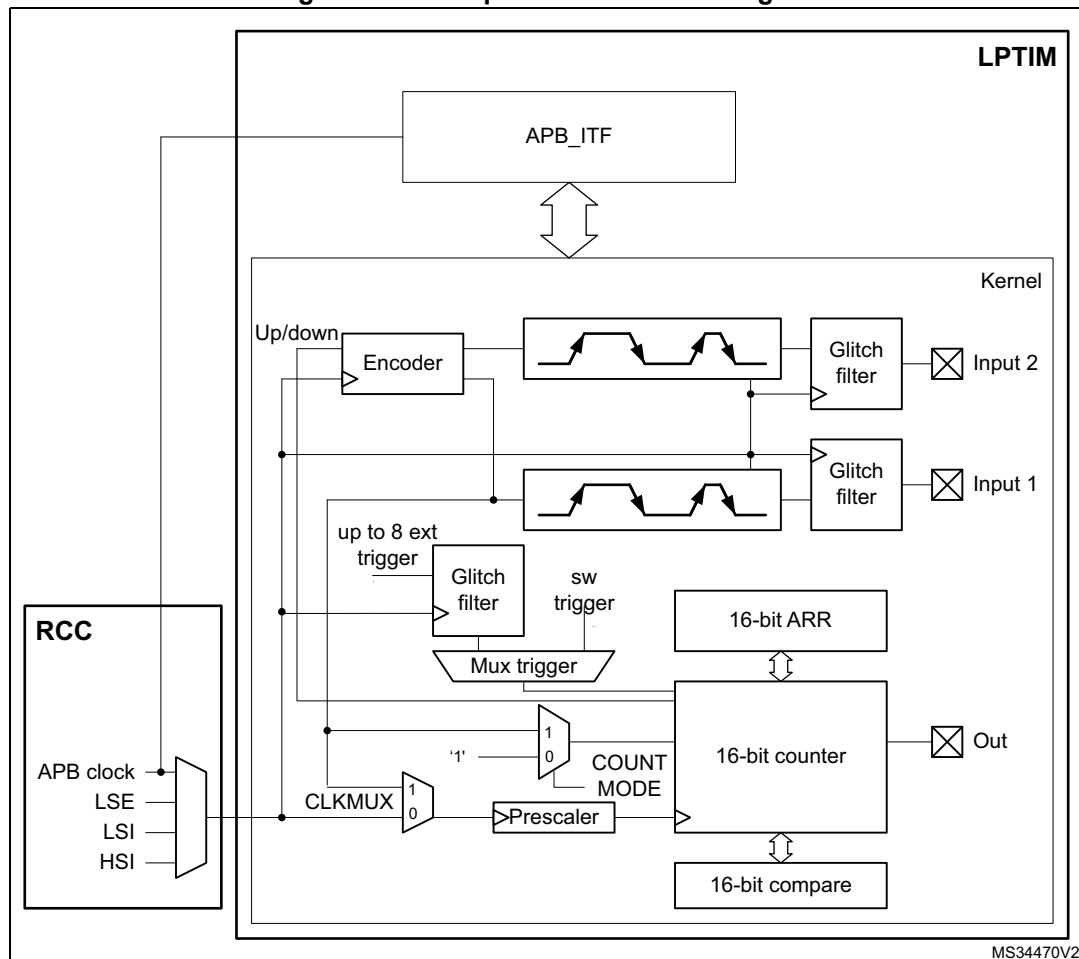 LPTIM
APB_ITF
Kernel
Up/down
Encoder
Glitch
filter
Input 2
Glitch
filter
Input 1
up to 8 ext
trigger
Glitch
filter
sw
trigger
Mux trigger
16-bit ARR
RCC
16-bit counter
Out
1
0
'1'
COUNT
MODE
APB clock
LSE
LSI
HSI
CLKMUX
1
0
Prescaler
16-bit compare
MS34470V2